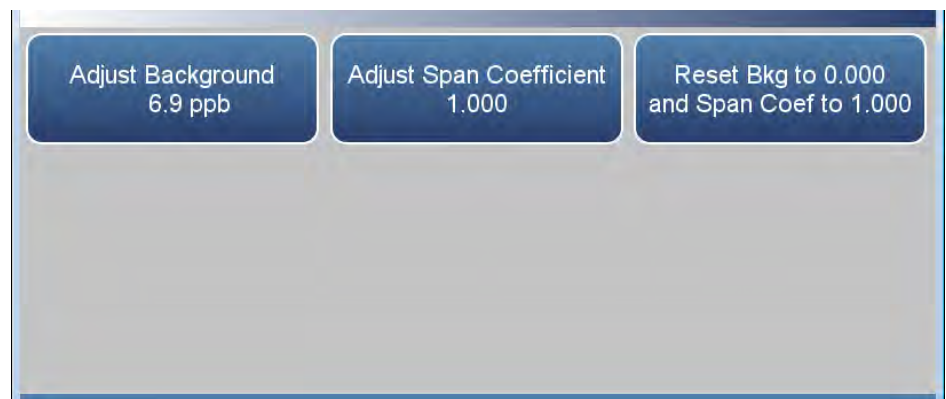 Adjust Background
6.9 ppb
Adjust Span Coefficient
1.000
Reset Bkg to 0.000
and Span Coef to 1.000